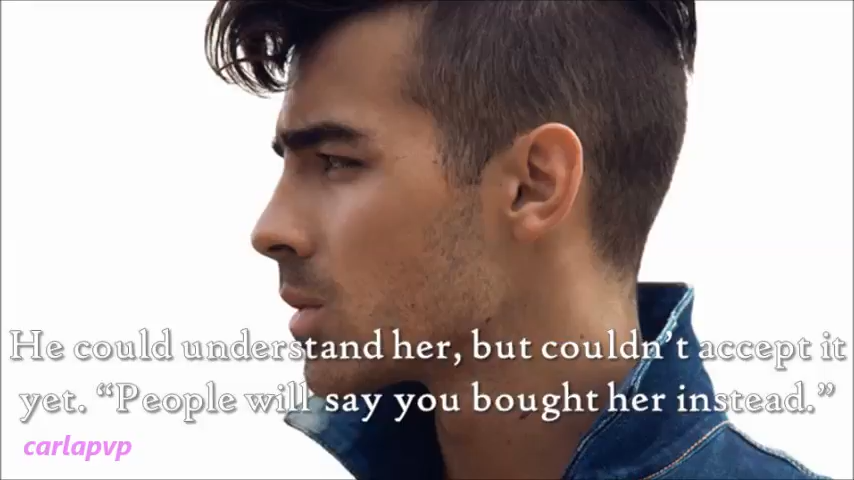 He could understand her, but couldn't accept it
yet. “People will say you bought her instead.”
carlapvp